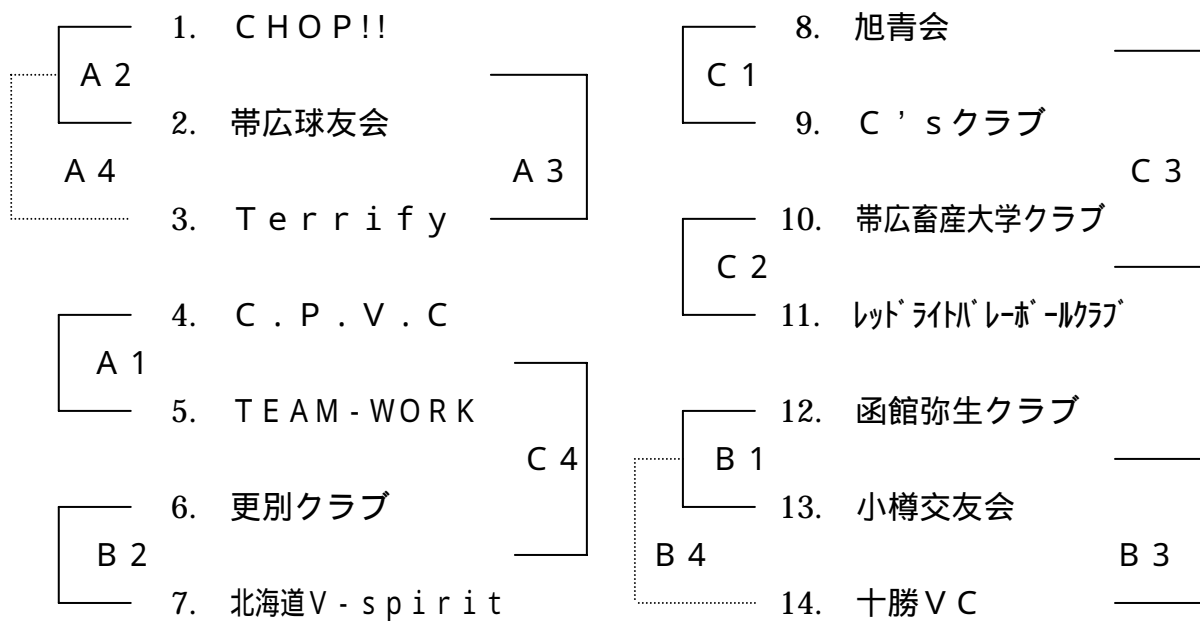 1. ＣＨＯＰ!!
Ａ２
2. 帯広球友会
Ａ４
Ａ３
3. Ｔｅｒｒｉｆｙ
4. Ｃ．Ｐ．Ｖ．Ｃ
Ａ１
5. ＴＥＡＭ-ＷＯＲＫ
Ｃ４
6. 更別クラブ
Ｂ２
7. 北海道Ｖ-ｓｐｉｒｉｔ
8. 旭青会
Ｃ１
9. Ｃ’ｓクラブ
Ｃ３
10. 帯広畜産大学クラブ
Ｃ２
11. ﾚｯﾄﾞﾗｲﾄﾊﾞﾚｰﾎﾞｰﾙｸﾗﾌﾞ
12. 函館弥生クラブ
Ｂ１
13. 小樽交友会
Ｂ４
Ｂ３
14. 十勝ＶＣ